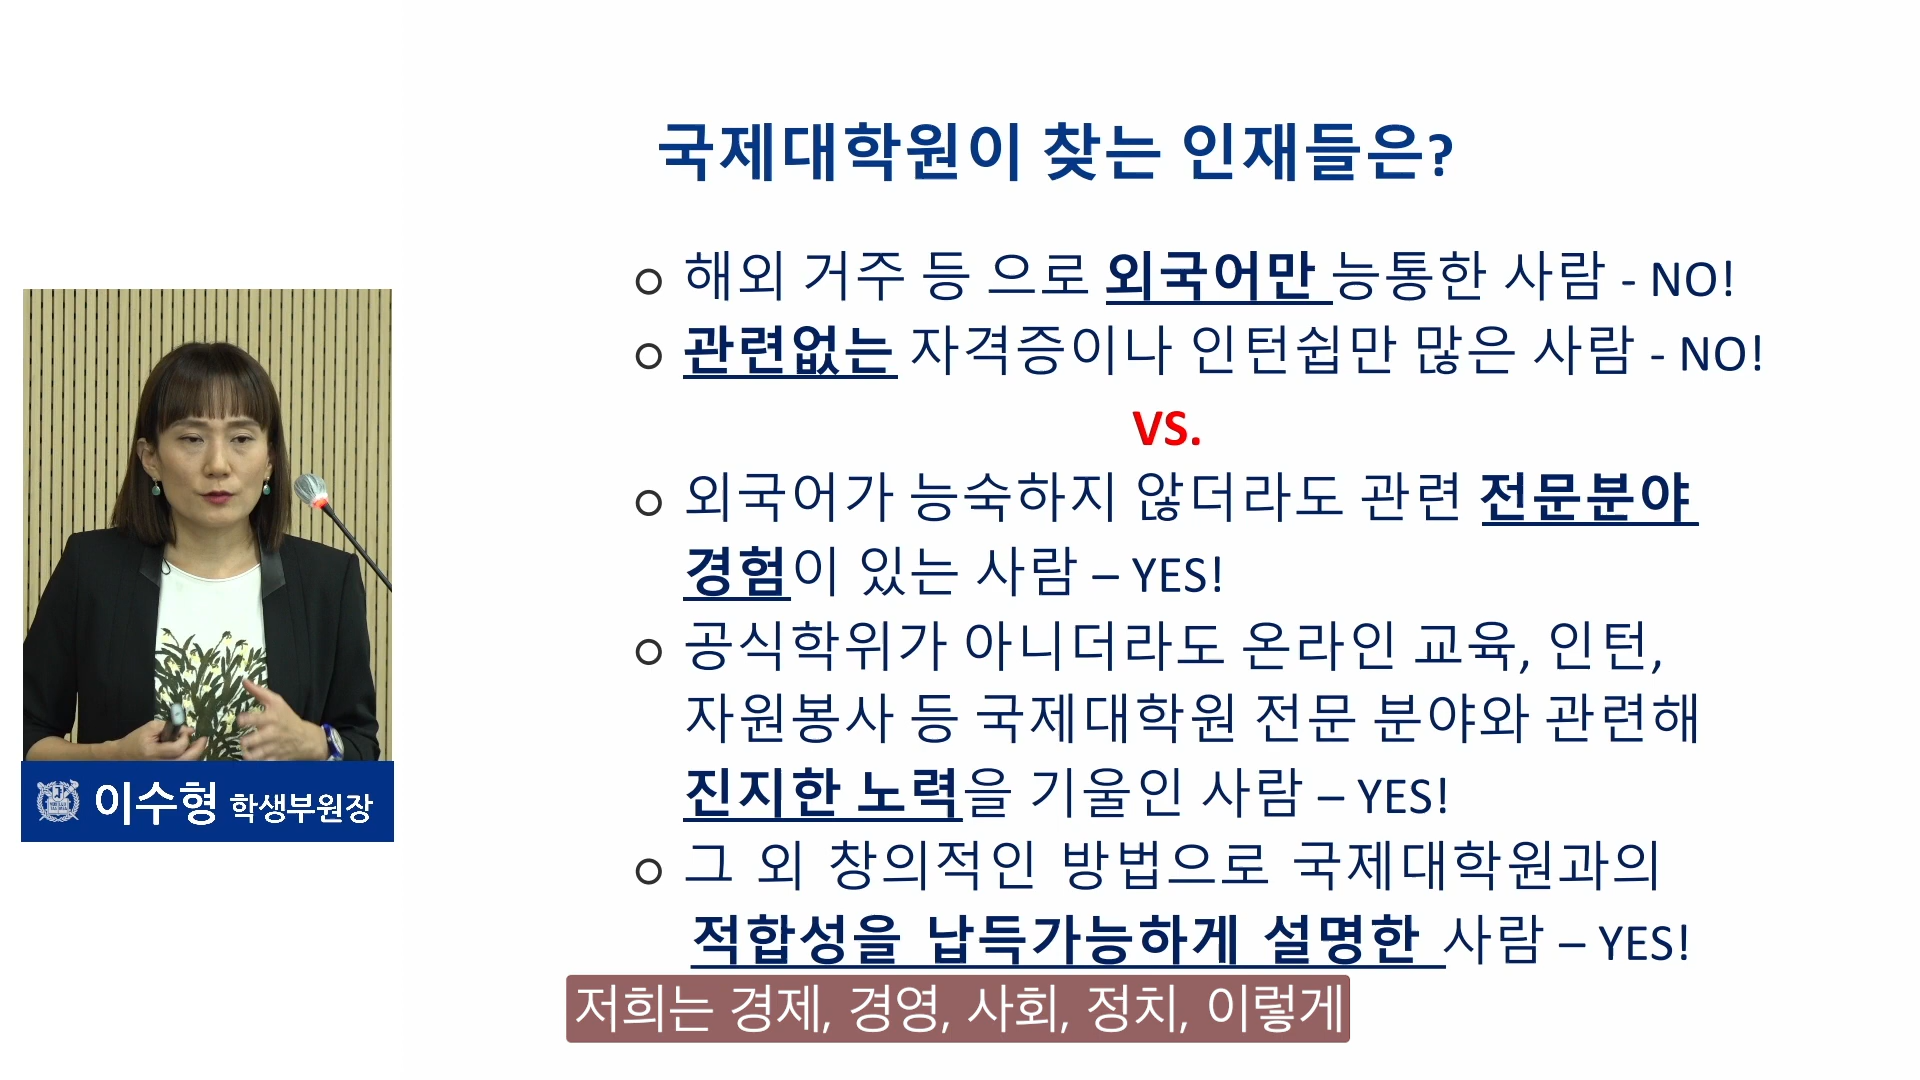 국제대학원이 찾는 인재들은?
해외 거주 등 으로 외국어만 능통한 사람 - NO!
관련없는 자격증이나 인턴쉽만 많은 사람 - NO!
VS.
외국어가 능숙하지 않더라도 관련 전문분야
경험이 있는 사람 – YES!
공식학위가 아니더라도 온라인 교육, 인턴,
자원봉사 등 국제대학원 전문 분야와 관련해
진지한 노력을 기울인 사람 – YES!
그 외 창의적인 방법으로 국제대학원과의
적합성을 납득가능하게 설명한 사람 – YES!
이수형 학생부원장
저희는 경제, 경영, 사회, 정치, 이렇게